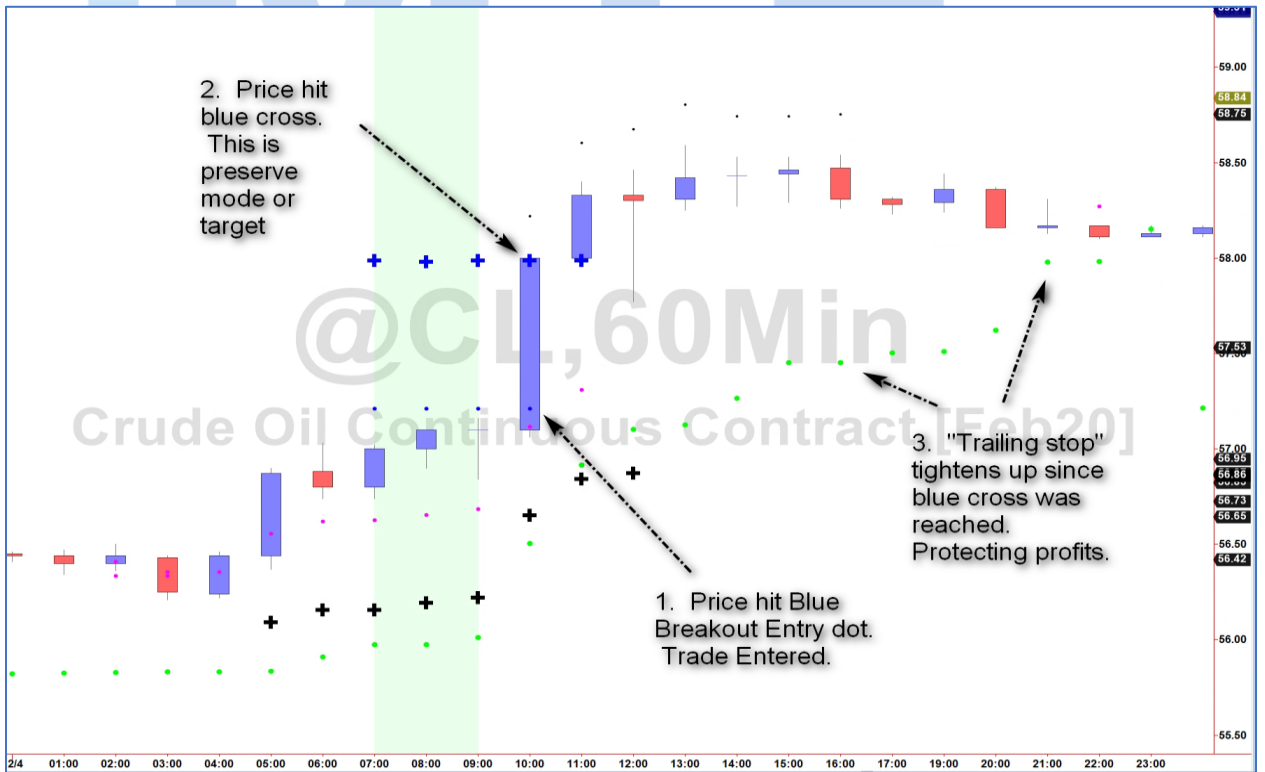 2. Price hit
blue cross.
This is
preserve
mode or
target
@CL,60Min
Crude Oil Continuous Contract [Feb20]
3. "Trailing stop"
tightens up since
blue cross was
reached.
Protecting profits.
1. Price hit Blue
Breakout Entry dot.
Trade Entered.
59.00
58.84
58.75
58.50
58.00
57.53
57.00
56.95
56.86
56.73
56.65
56.50
56.42
56.00
55.50
2/4 01:00 02:00 03:00 04:00 05:00 06:00 07:00 08:00 09:00 10:00 11:00 12:00 13:00 14:00 15:00 16:00 17:00 19:00 20:00 21:00 22:00 23:00